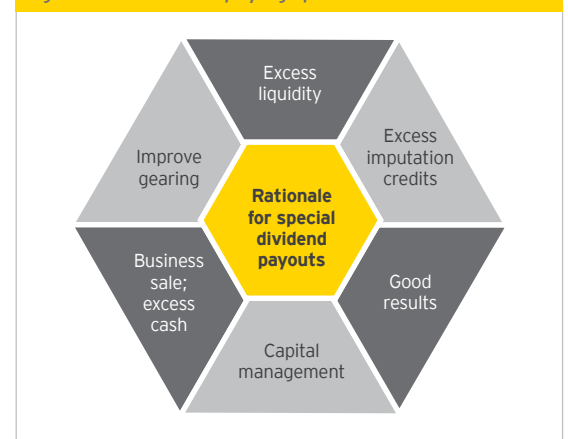 Excess
liquidity
Excess
imputation
credits
Good
results
Capital
management
Business
sale;
excess
cash
Improve
gearing
Rationale
for special
dividend
payouts